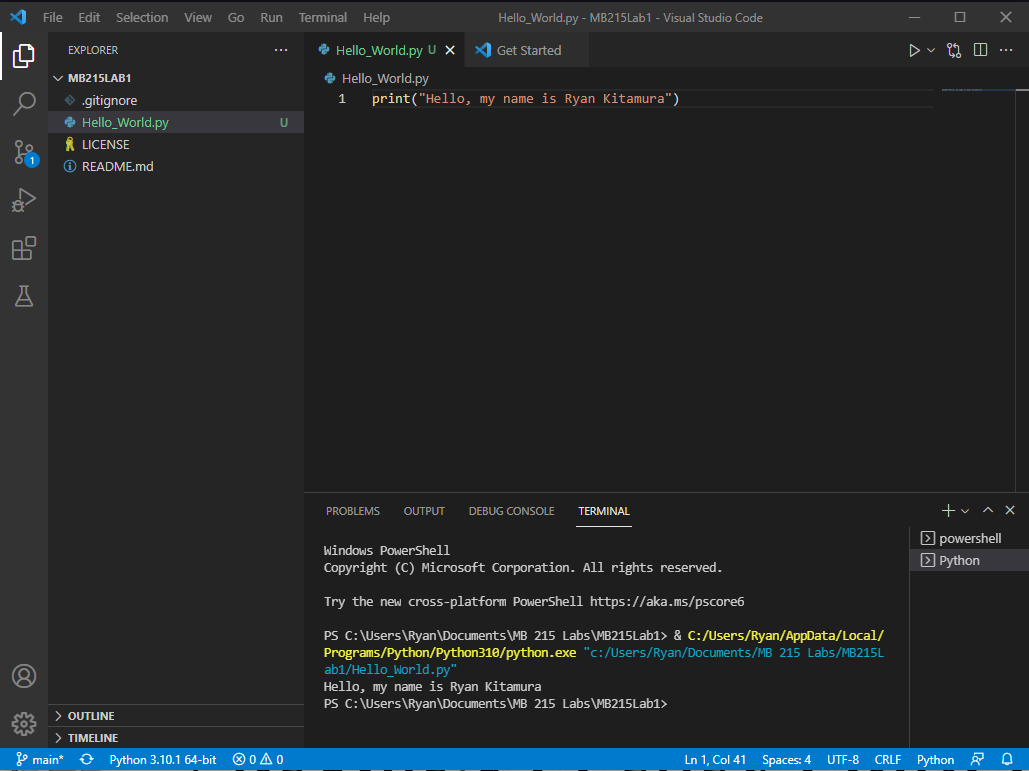 File Edit Selection View Go Run Terminal Help Hello_World.py - MB215Lab1 - Visual Studio Code
EXPLORER
MB215LAB1
.gitignore
Hello_World.py U
LICENSE
README.md
1
OUTLINE
TIMELINE
Hello_World.py U Get Started
Hello_World.py
1 print("Hello, my name is Ryan Kitamura")
PROBLEMS OUTPUT DEBUG CONSOLE TERMINAL
Windows PowerShell
Copyright (C) Microsoft Corporation. All rights reserved.
Try the new cross-platform PowerShell https://aka.ms/pscore6
PS C:\Users\Ryan\Documents\MB 215 Labs\MB215Lab1> & C:/Users/Ryan/AppData/Local/
Programs/Python/Python310/python.exe "c:/Users/Ryan/Documents/MB 215 Labs/MB215L
ab1/Hello_World.py"
Hello, my name is Ryan Kitamura
PS C:\Users\Ryan\Documents\MB 215 Labs\MB215Lab1>
powershell
Python
main* Python 3.10.1 64-bit 0 0 Ln 1, Col 41 Spaces: 4 UTF-8 CRLF Python